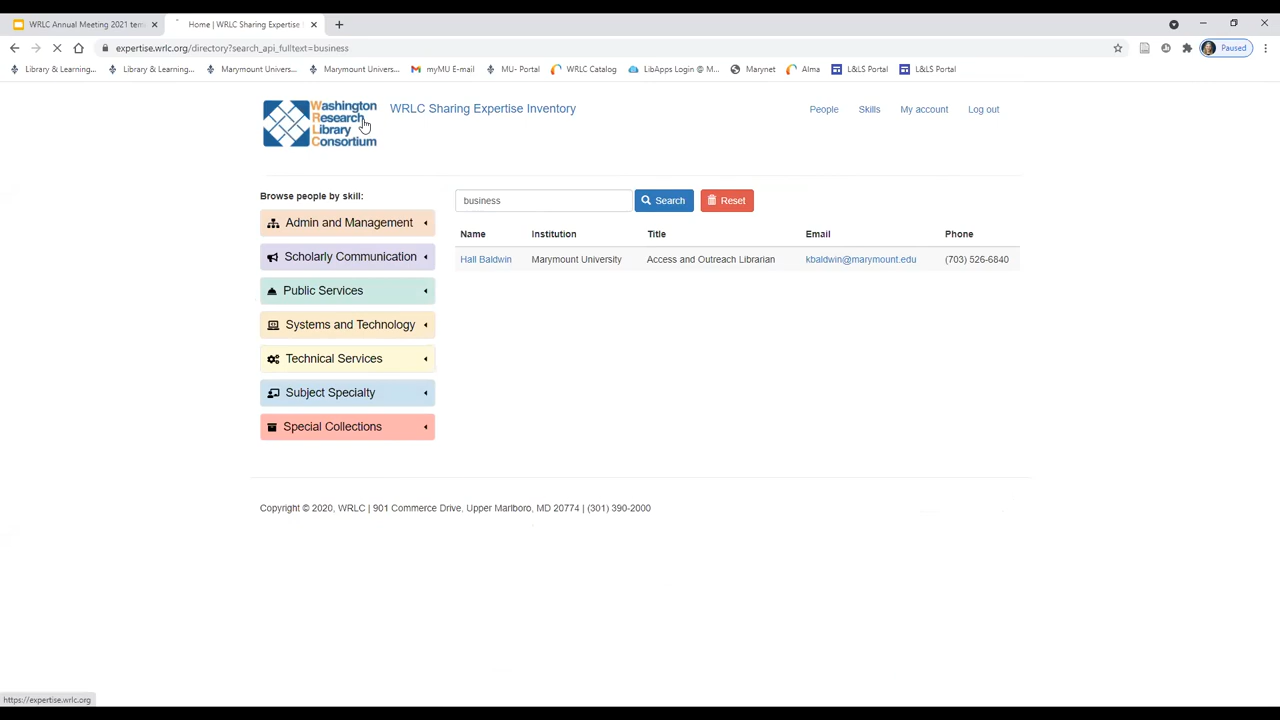 WRLC Annual Meeting 2021 tem
Home | WRLC Sharing Expertise
expertise.wrlc.org/directory?search_api_fulltext=business
Paused
Library & Learning...
Library & Learning...
Marymount Univers...
Marymount Univers...
myMU E-mail
MU- Portal
WRLC Catalog
LibApps Login @ M...
Marynet
Alma
L&LS Portal
L&LS Portal
Washington
Research
Library
Consortium
WRLC Sharing Expertise Inventory
People
Skills
My account
Log out
Browse people by skill:
Admin and Management
Scholarly Communication
Public Services
Systems and Technology
Technical Services
Subject Specialty
Special Collections
business
Search
Reset
Name Institution Title Email Phone
Hall Baldwin Marymount University Access and Outreach Librarian kbaldwin@marymount.edu (703) 526-6840
Copyright © 2020, WRLC | 901 Commerce Drive, Upper Marlboro, MD 20774 | (301) 390-2000
https://expertise.wrlc.org